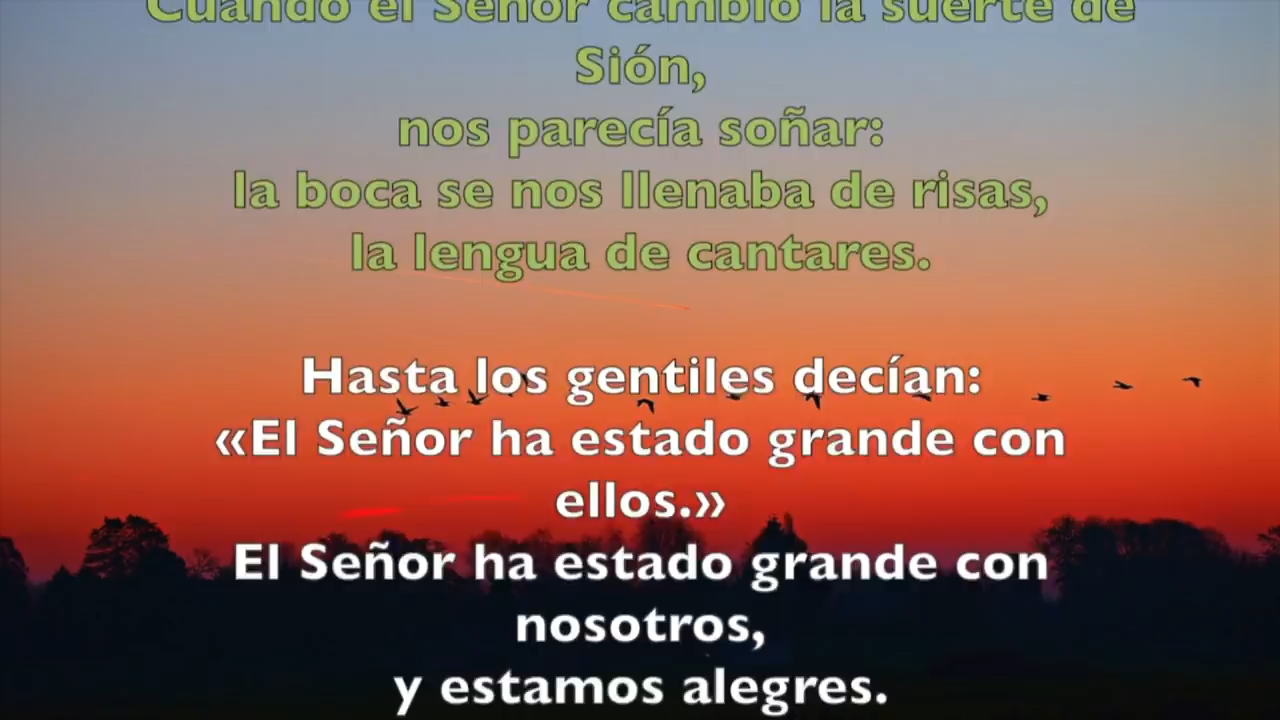 Cuando el Señor cambió la suerte de
Sión,
nos parecía soñar:
la boca se nos llenaba de risas,
la lengua de cantares.
Hasta los gentiles decían:
«El Señor ha estado grande con
ellos.»
El Señor ha estado grande con
nosotros,
y estamos alegres.